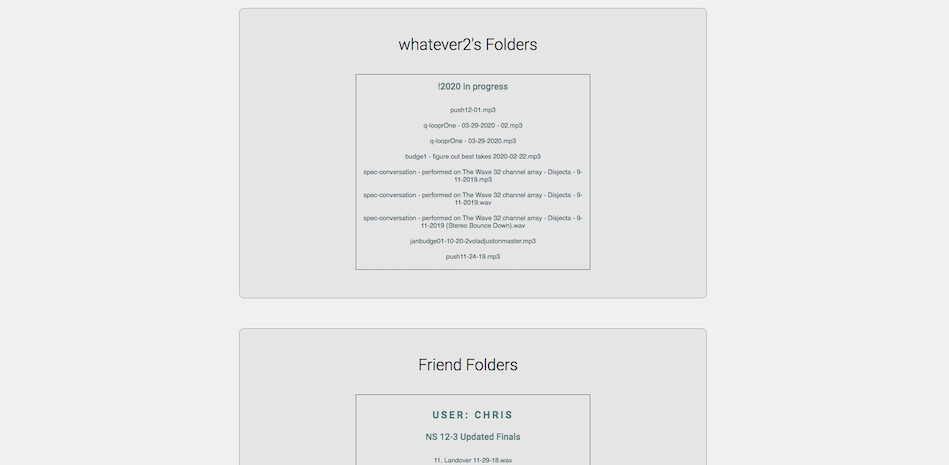 whatever2's Folders
!2020 in progress
push12-01.mp3
q-looprOne - 03-29-2020 - 02.mp3
q-looprOne - 03-29-2020.mp3
budge1 - figure out best takes 2020-02-22.mp3
spec-conversation - performed on The Wave 32 channel array - Disjecta - 9-
11-2019.mp3
spec-conversation - performed on The Wave 32 channel array - Disjecta - 9-
11-2019.wav
spec-conversation - performed on The Wave 32 channel array - Disjecta - 9-
11-2019 (Stereo Bounce Down).wav
janbudge01-10-20-2voladjustonmaster.mp3
push11-24-19.mp3
Friend Folders
USER: CHRIS
NS 12-3 Updated Finals
11. Landover 11-29-18.wav